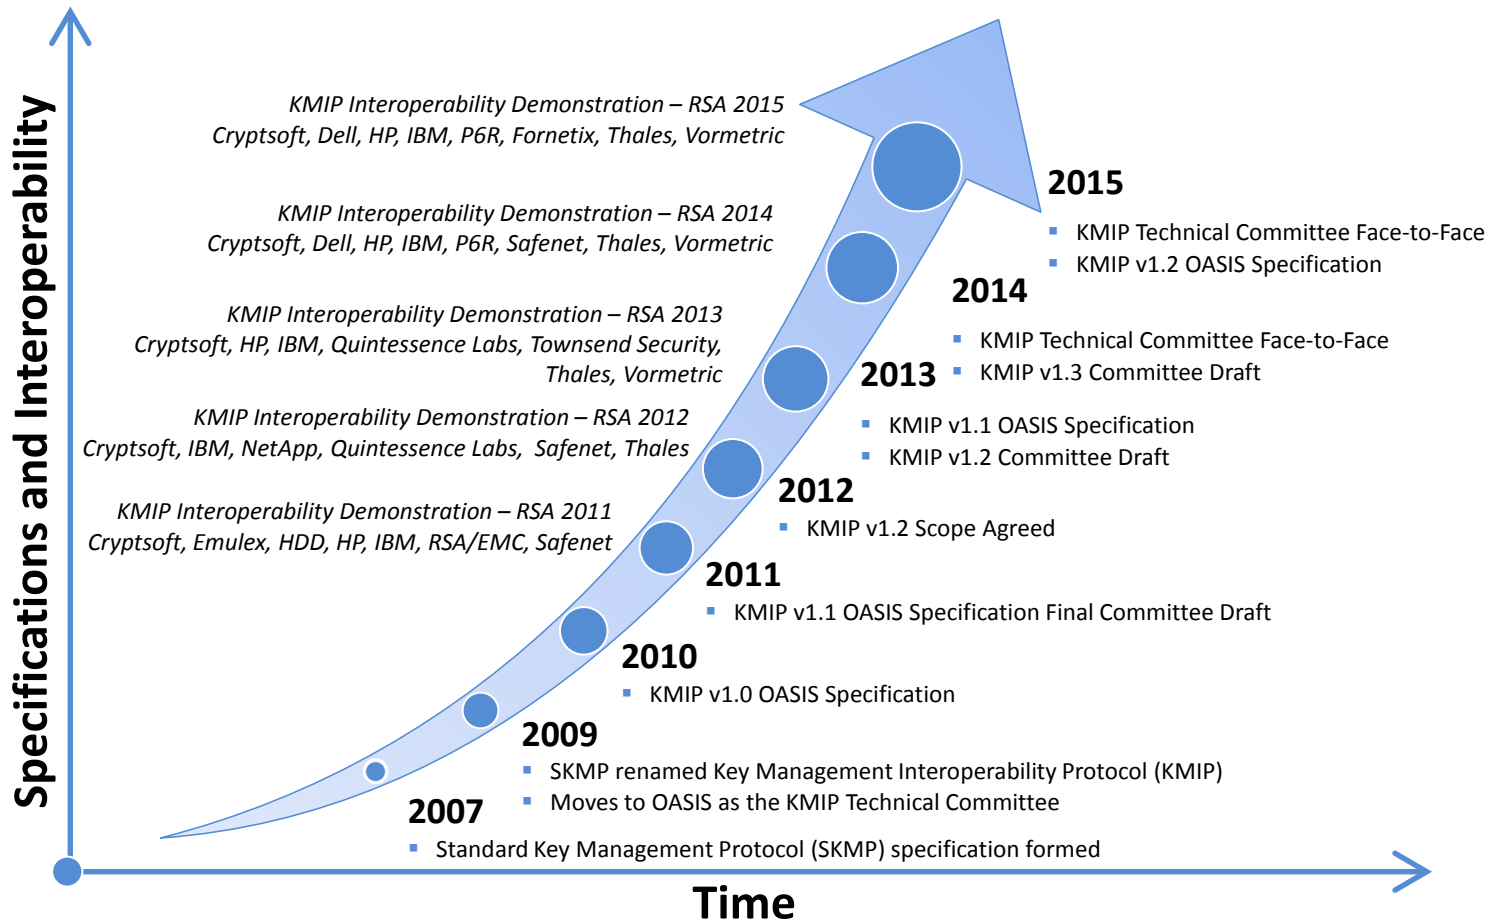 Specifications and Interoperability
KMIP Interoperability Demonstration – RSA 2015
Cryptsoft, Dell, HP, IBM, P6R, Fornetix, Thales, Vormetric
2015
KMIP Technical Committee Face-to-Face
KMIP v1.2 OASIS Specification
KMIP Interoperability Demonstration – RSA 2014
Cryptsoft, Dell, HP, IBM, P6R, Safenet, Thales, Vormetric
2014
KMIP Technical Committee Face-to-Face
KMIP v1.3 Committee Draft
KMIP Interoperability Demonstration – RSA 2013
Cryptsoft, HP, IBM, Quintessence Labs, Townsend Security,
Thales, Vormetric
2013
KMIP v1.1 OASIS Specification
KMIP v1.2 Committee Draft
KMIP Interoperability Demonstration – RSA 2012
Cryptsoft, IBM, NetApp, Quintessence Labs, Safenet, Thales
2012
KMIP v1.2 Scope Agreed
KMIP Interoperability Demonstration – RSA 2011
Cryptsoft, Emulex, HDD, HP, IBM, RSA/EMC, Safenet
2011
KMIP v1.1 OASIS Specification Final Committee Draft
2010
KMIP v1.0 OASIS Specification
2009
SKMP renamed Key Management Interoperability Protocol (KMIP)
Moves to OASIS as the KMIP Technical Committee
2007
Standard Key Management Protocol (SKMP) specification formed
Time